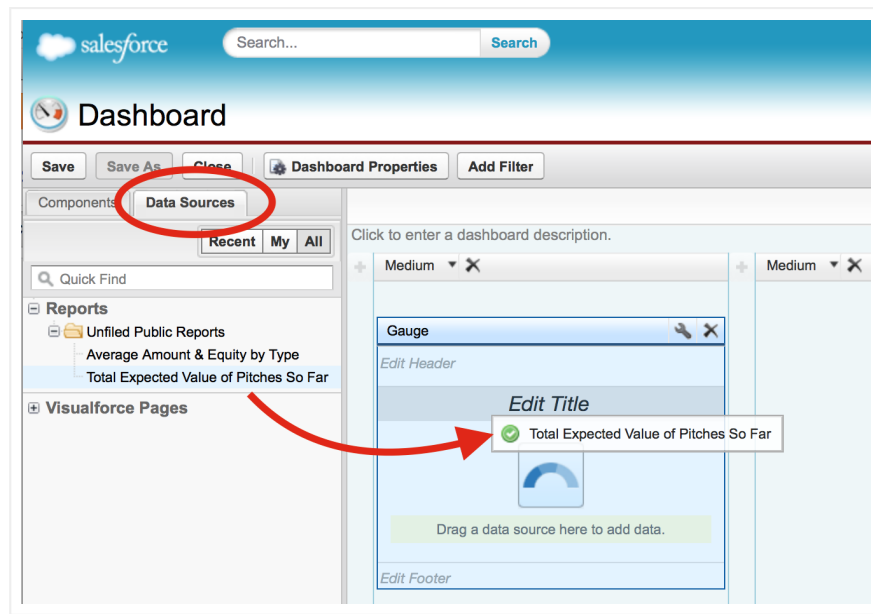 salesforce
Search...
Search
Dashboard
Save
Save As
Close
Dashboard Properties
Add Filter
Components
Data Sources
Recent
My
All
Click to enter a dashboard description.
Quick Find
Medium
Medium
Reports
Unfiled Public Reports
Average Amount & Equity by Type
Total Expected Value of Pitches So Far
Visualforce Pages
Gauge
Edit Header
Edit Title
Total Expected Value of Pitches So Far
Drag a data source here to add data.
Edit Footer